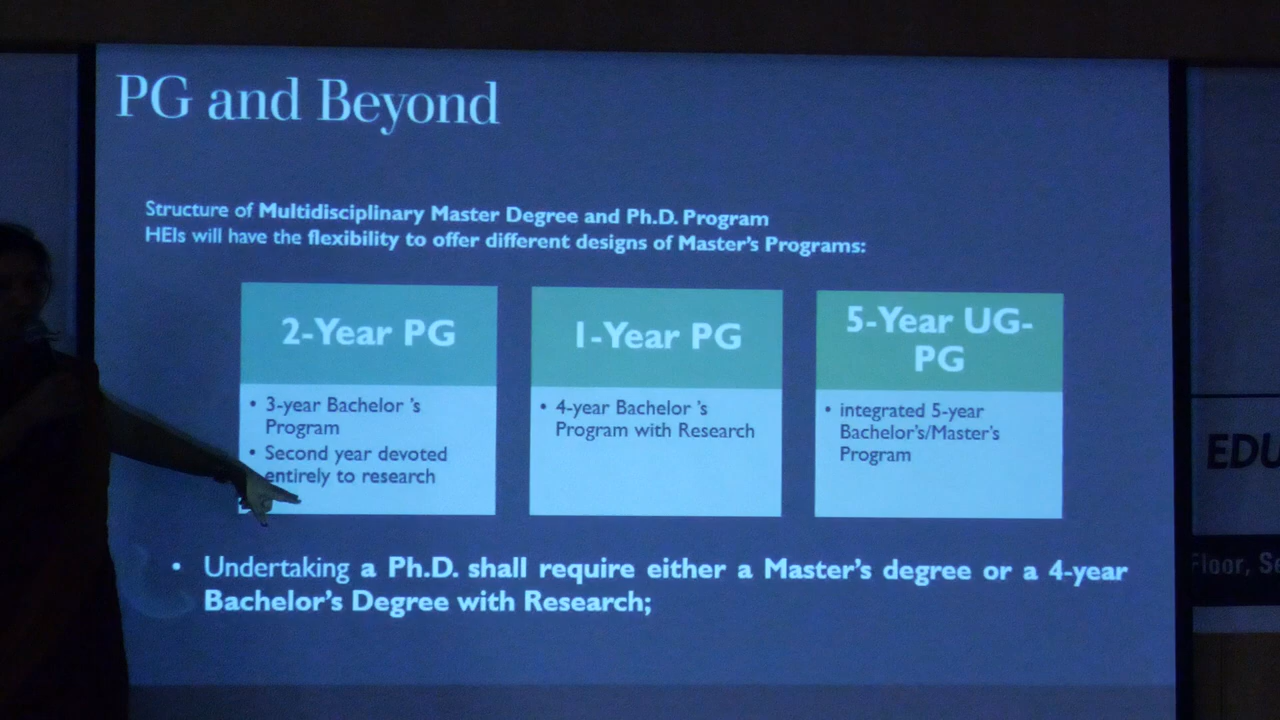 PG and Beyond
Structure of Multidisciplinary Master Degree and Ph.D. Program
HEIs will have the flexibility to offer different designs of Master's Programs:
2-Year PG
• 3-year Bachelor 's
Program
• Second year devoted
entirely to research
1-Year PG
• 4-year Bachelor 's
Program with Research
5-Year UG-
PG
• integrated 5-year
Bachelor's/Master's
Program
• Undertaking a Ph.D. shall require either a Master's degree or a 4-year
Bachelor's Degree with Research;
EDU
Floor,